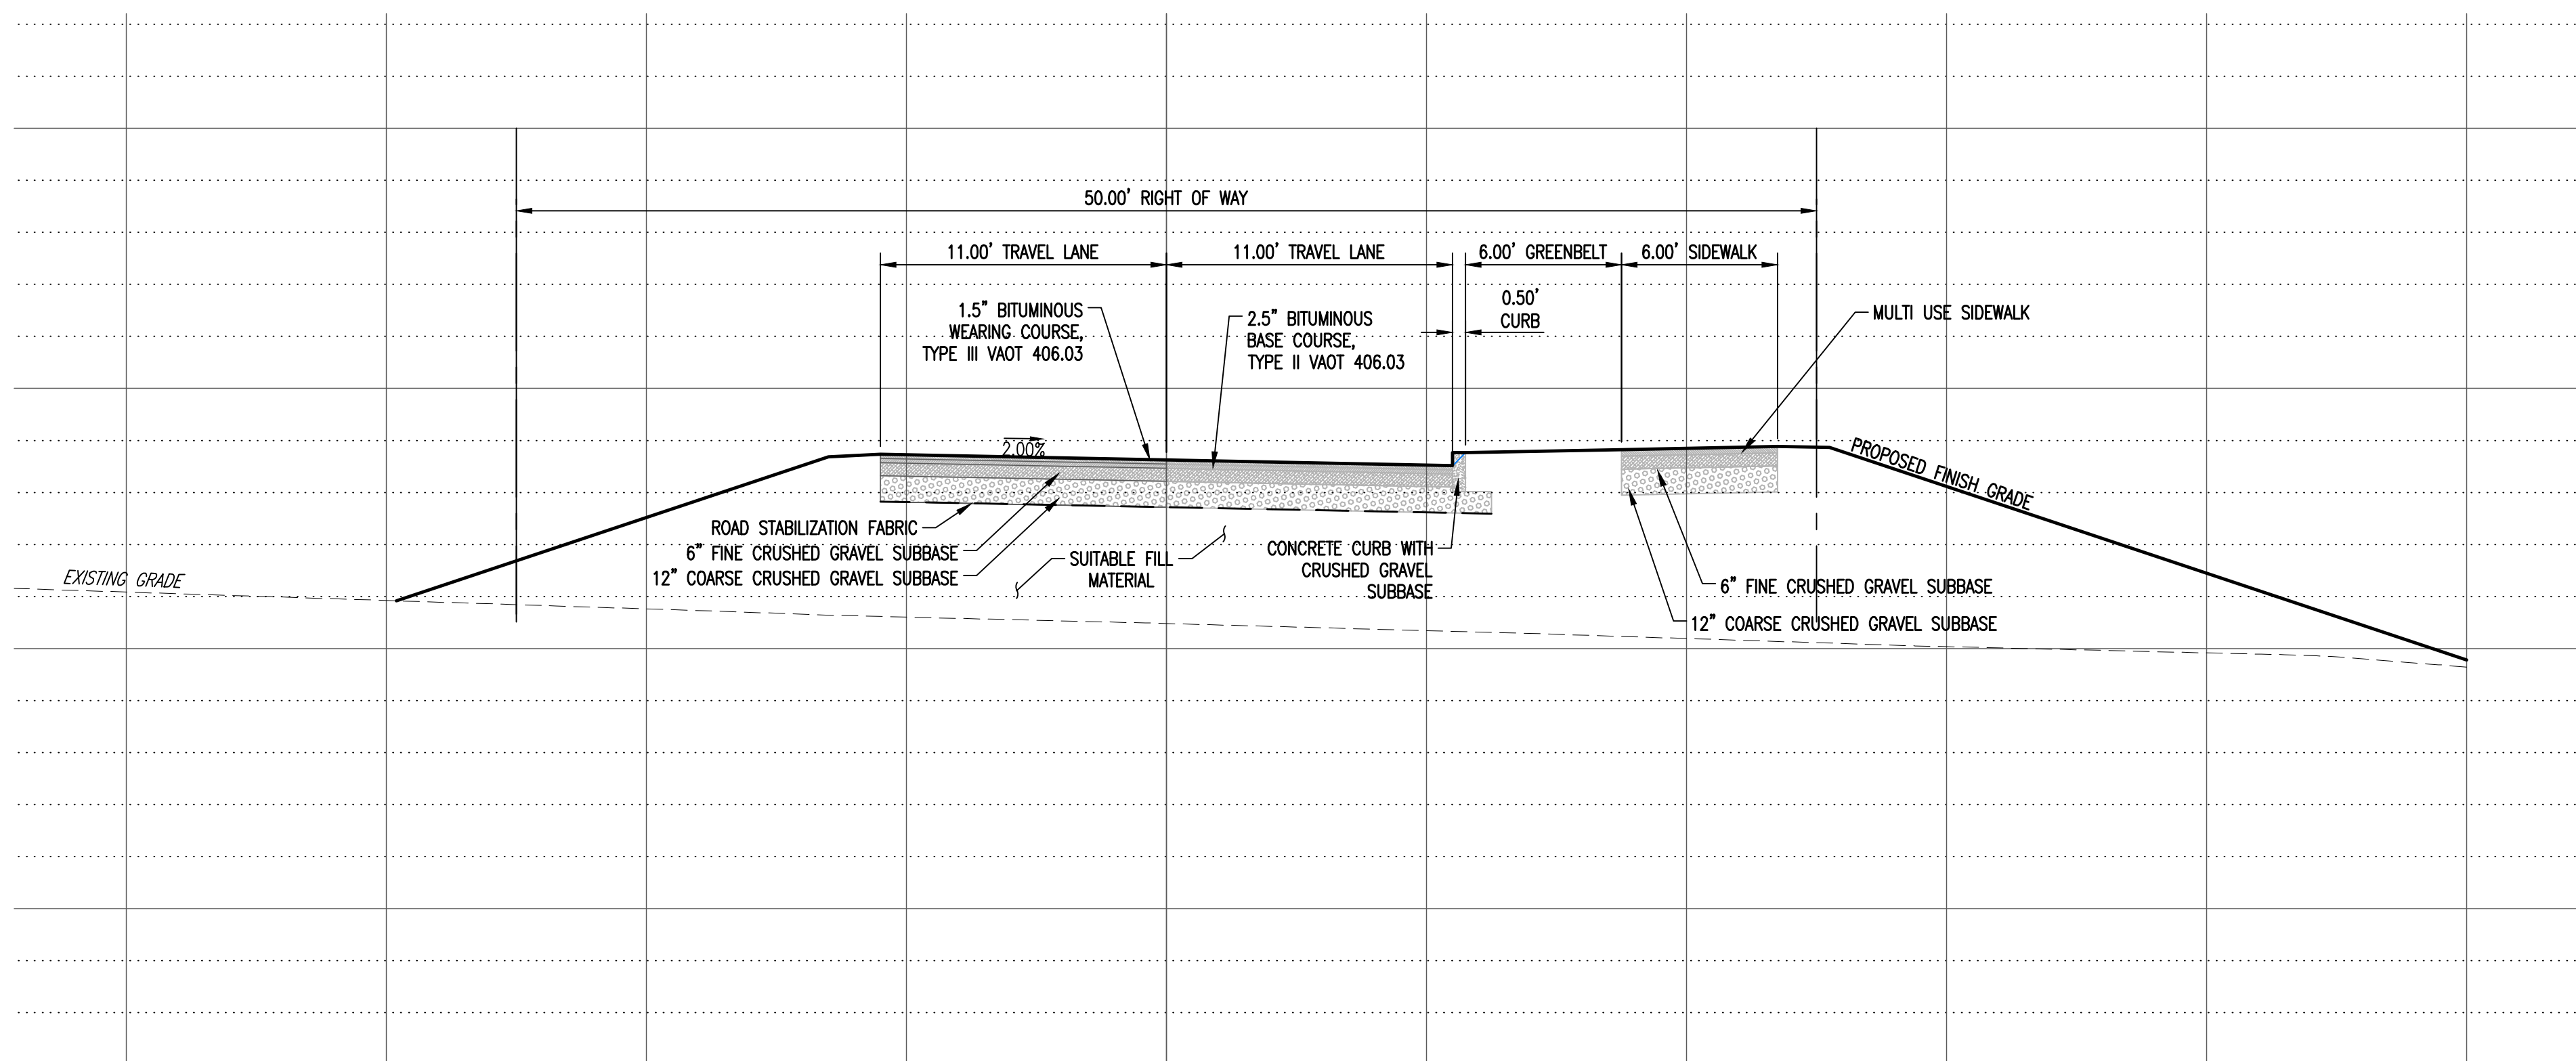 50.00' RIGHT OF WAY
11.00' TRAVEL LANE
11.00' TRAVEL LANE
6.00' GREENBELT
6.00' SIDEWALK
1.5" BITUMINOUS
WEARING COURSE,
TYPE III VAOT 406.03
2.5" BITUMINOUS
BASE COURSE,
TYPE II VAOT 406.03
0.50'
CURB
MULTI USE SIDEWALK
2.00%
PROPOSED FINISH GRADE
ROAD STABILIZATION FABRIC
6" FINE CRUSHED GRAVEL SUBBASE
12" COARSE CRUSHED GRAVEL SUBBASE
SUITABLE FILL
MATERIAL
CONCRETE CURB WITH
CRUSHED GRAVEL
SUBBASE
6" FINE CRUSHED GRAVEL SUBBASE
12" COARSE CRUSHED GRAVEL SUBBASE
EXISTING GRADE